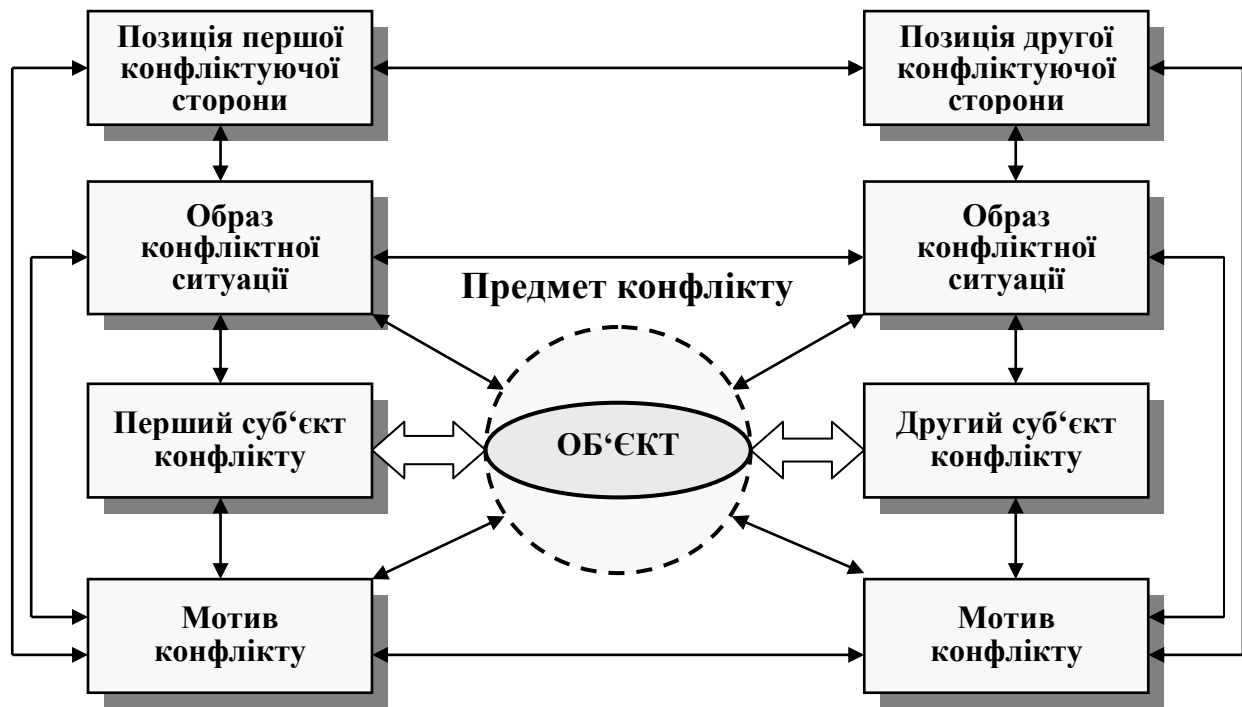 Позиція першої
конфліктуючої
сторони
Позиція другої
конфліктуючої
сторони
Образ
конфліктної
ситуації
Образ
конфліктної
ситуації
Предмет конфлікту
Перший суб‘єкт
конфлікту
ОБ‘ЄКТ
Другий суб‘єкт
конфлікту
Мотив
конфлікту
Мотив
конфлікту